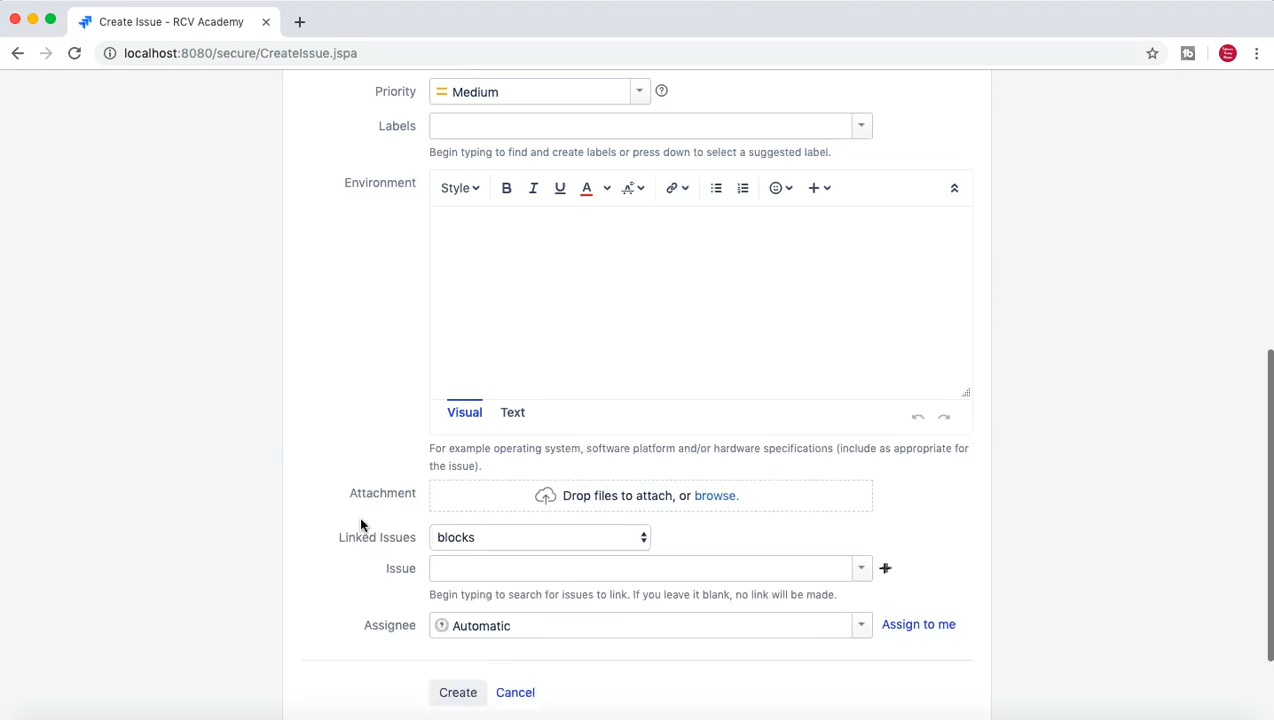 Create Issue - RCV Academy
localhost:8080/secure/CreateIssue.jspa
Priority
Medium
Labels
Begin typing to find and create labels or press down to select a suggested label.
Environment
Style
B I U A
Visual Text
For example operating system, software platform and/or hardware specifications (include as appropriate for
the issue).
Attachment
Drop files to attach, or browse.
Linked Issues
blocks
Issue
Begin typing to search for issues to link. If you leave it blank, no link will be made.
Assignee
Automatic
Assign to me
Create Cancel